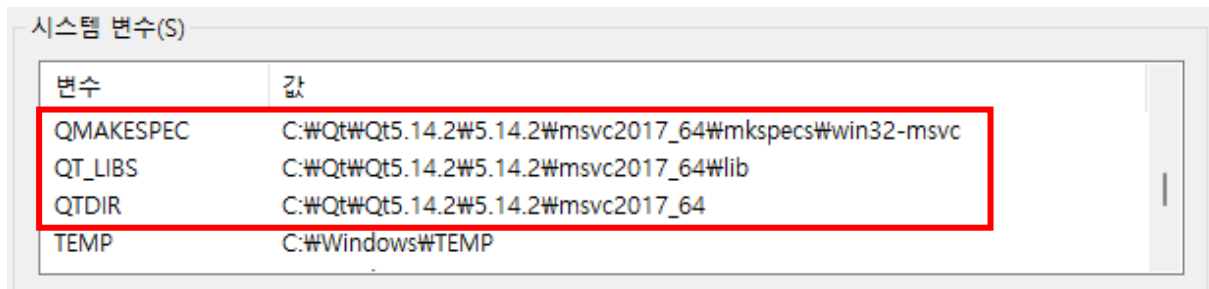 시스템 변수(S)
변수 값
QMAKESPEC C:₩Qt₩Qt5.14.2₩5.14.2₩msvc2017_64₩mkspecs₩win32-msvc
QT_LIBS C:₩Qt₩Qt5.14.2₩5.14.2₩msvc2017_64₩lib
QTDIR C:₩Qt₩Qt5.14.2₩5.14.2₩msvc2017_64
TEMP C:₩Windows₩TEMP